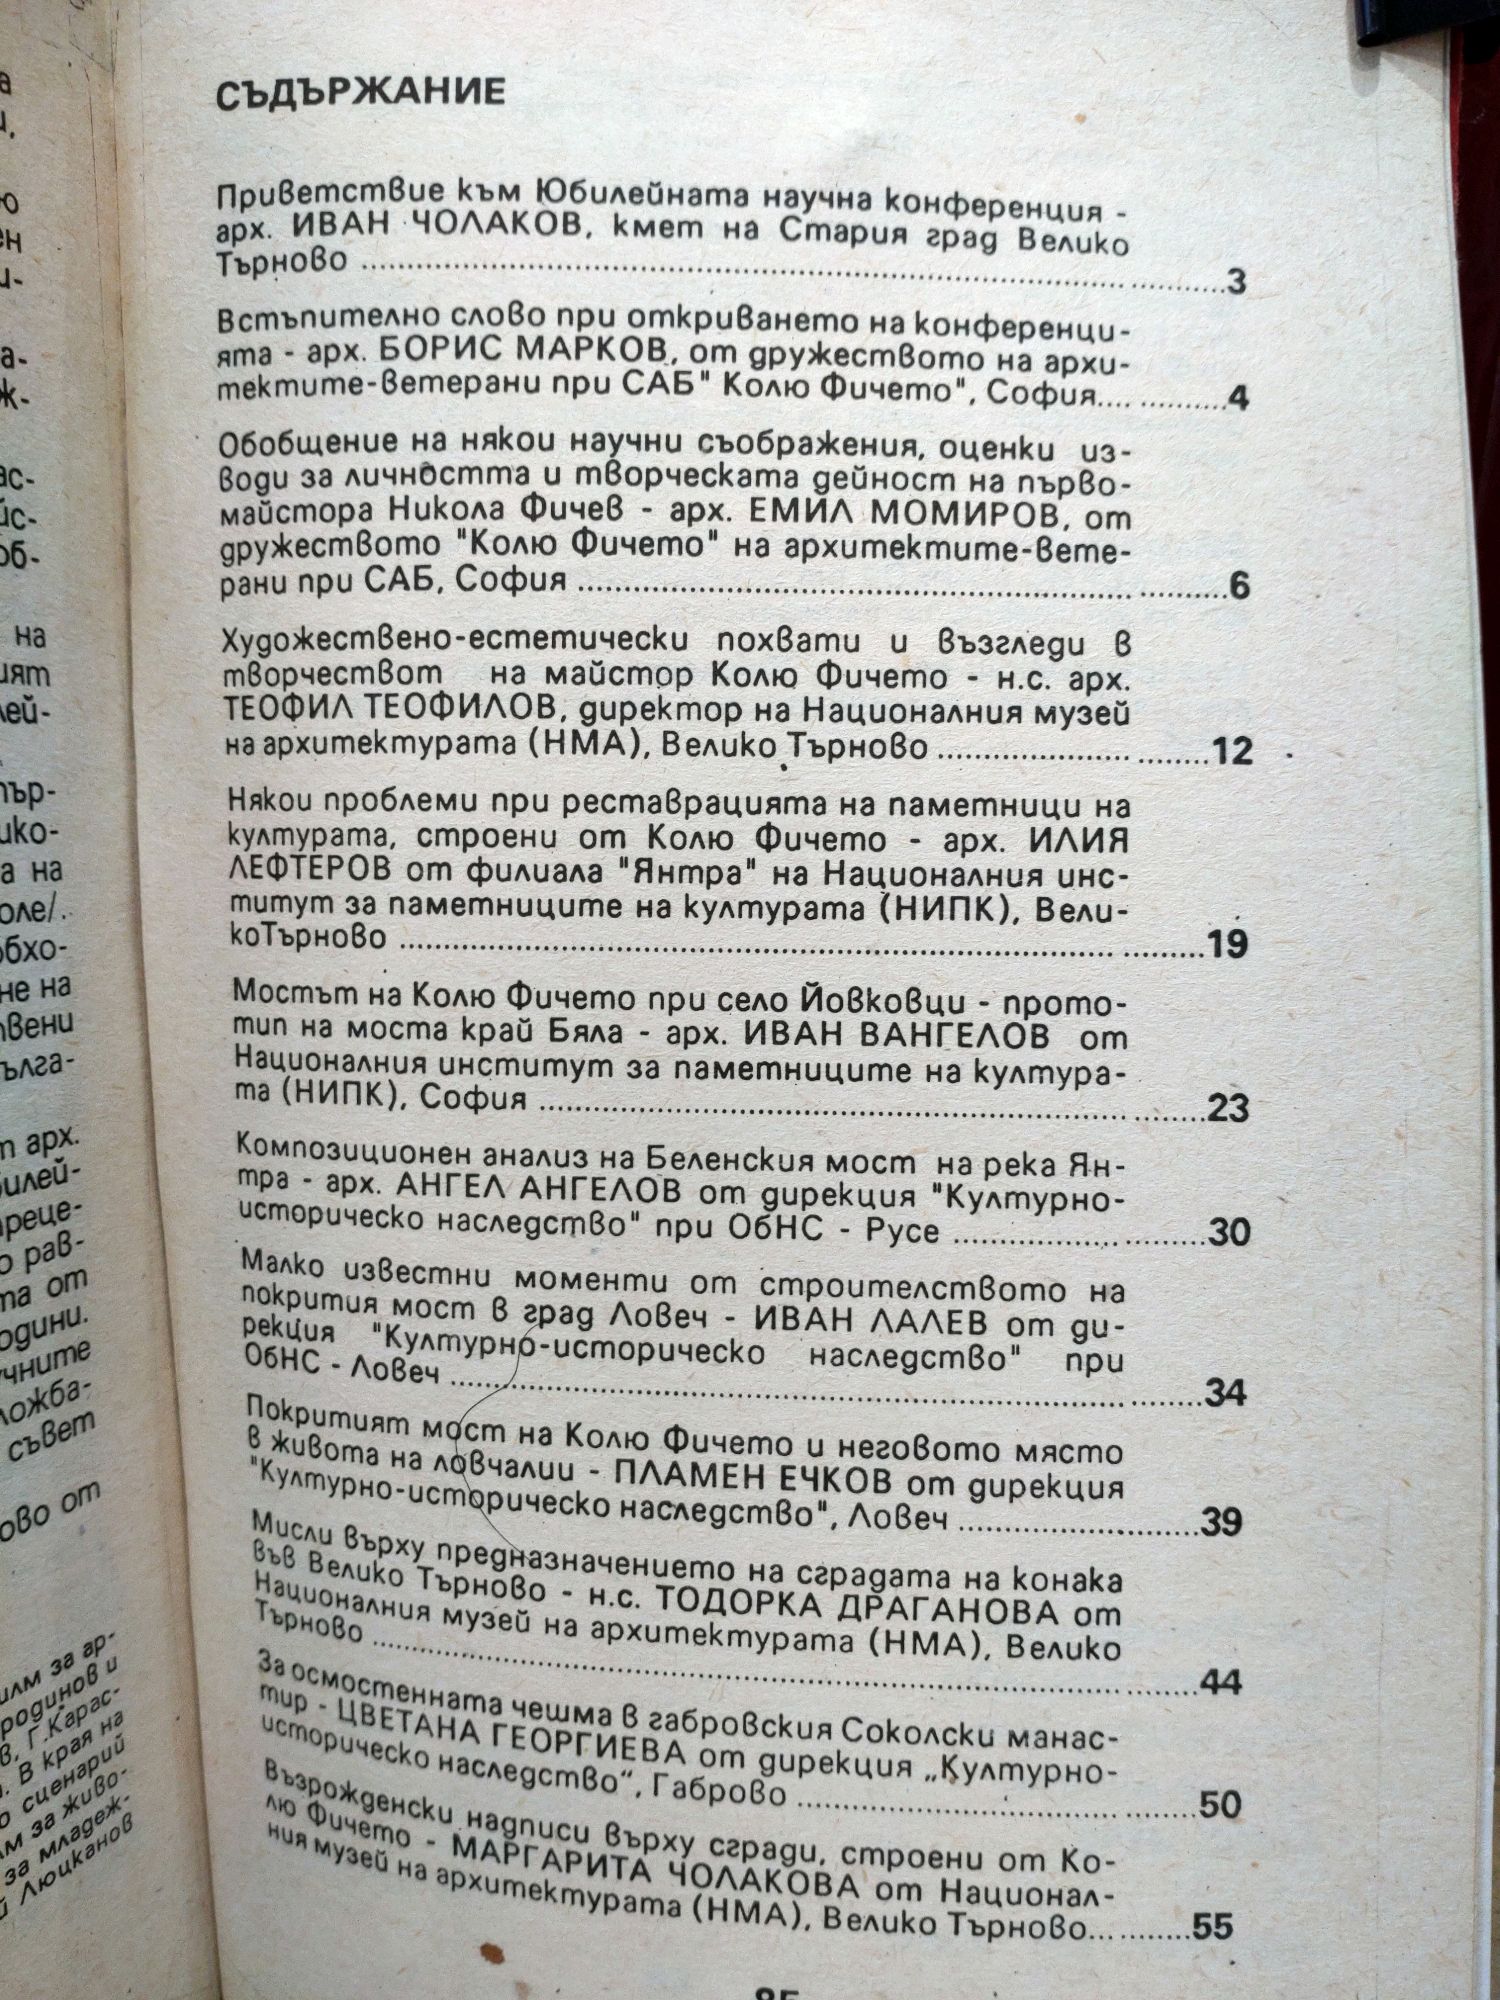 СЪДЪРЖАНИЕ
Приветствие към Юбилейната научна конференция -
арх. ИВАН ЧОЛАКОВ, кмет на Стария град Велико
Търново ........ 3
Встъпително слово при откриването на конференци-
ята - арх. БОРИС МАРКОВ, от дружеството на архи-
тектите-ветерани при САБ" Колю Фичето", София.... 4
Обобщение на някои научни съображения, оценки из-
води за личността и творческата дейност на първо-
майстора Никола Фичев - арх. ЕМИЛ МОМИРОВ, от
дружеството "Колю Фичето" на архитектите-вете-
рани при САБ, София ........ 6
Художествено-естетически похвати и възгледи в
творчествот на майстор Колю Фичето - н.с. арх.
ТЕОФИЛ ТЕОФИЛОВ, директор на Националния музей
на архитектурата (НМА), Велико Търново ........ 12
Някои проблеми при реставрацията на паметници на
културата, строени от Колю Фичето - арх. ИЛИЯ
ЛЕФТЕРОВ от филиала "Янтра" на Националния инс-
титут за паметниците на културата (НИПК), Вели-
коТърново ........ 19
Мостът на Колю Фичето при село Йовковци - прото-
тип на моста край Бяла - арх. ИВАН ВАНГЕЛОВ от
Националния институт за паметниците на култура-
та (НИПК), София ........ 23
Композиционен анализ на Беленския мост на река Ян-
тра - арх. АНГЕЛ АНГЕЛОВ от дирекция "Културно-
историческо наследство" при ОбНС - Русе ........ 30
Малко известни моменти от строителството на
покрития мост в град Ловеч - ИВАН ЛАЛЕВ от ди-
рекция "Културно-историческо наследство" при
ОбНС - Ловеч ........ 34
Покритият мост на Колю Фичето и неговото място
в живота на ловчалии - ПЛАМЕН ЕЧКОВ от дирекция
"Културно-историческо наследство", Ловеч ........ 39
Мисли върху предназначението на сградата на конака
във Велико Търново - н.с. ТОДОРКА ДРАГАНОВА от
Националния музей на архитектурата (НМА), Велико
Търново ........ 44
За осмостенната чешма в габровския Соколски манас-
тир - ЦВЕТАНА ГЕОРГИЕВА от дирекция „Културно-
историческо наследство“, Габрово ........ 50
Възрожденски надписи върху сгради, строени от Ко-
лю Фичето - МАРГАРИТА ЧОЛАКОВА от Национал-
ния музей на архитектурата (НМА), Велико Търново........ 55